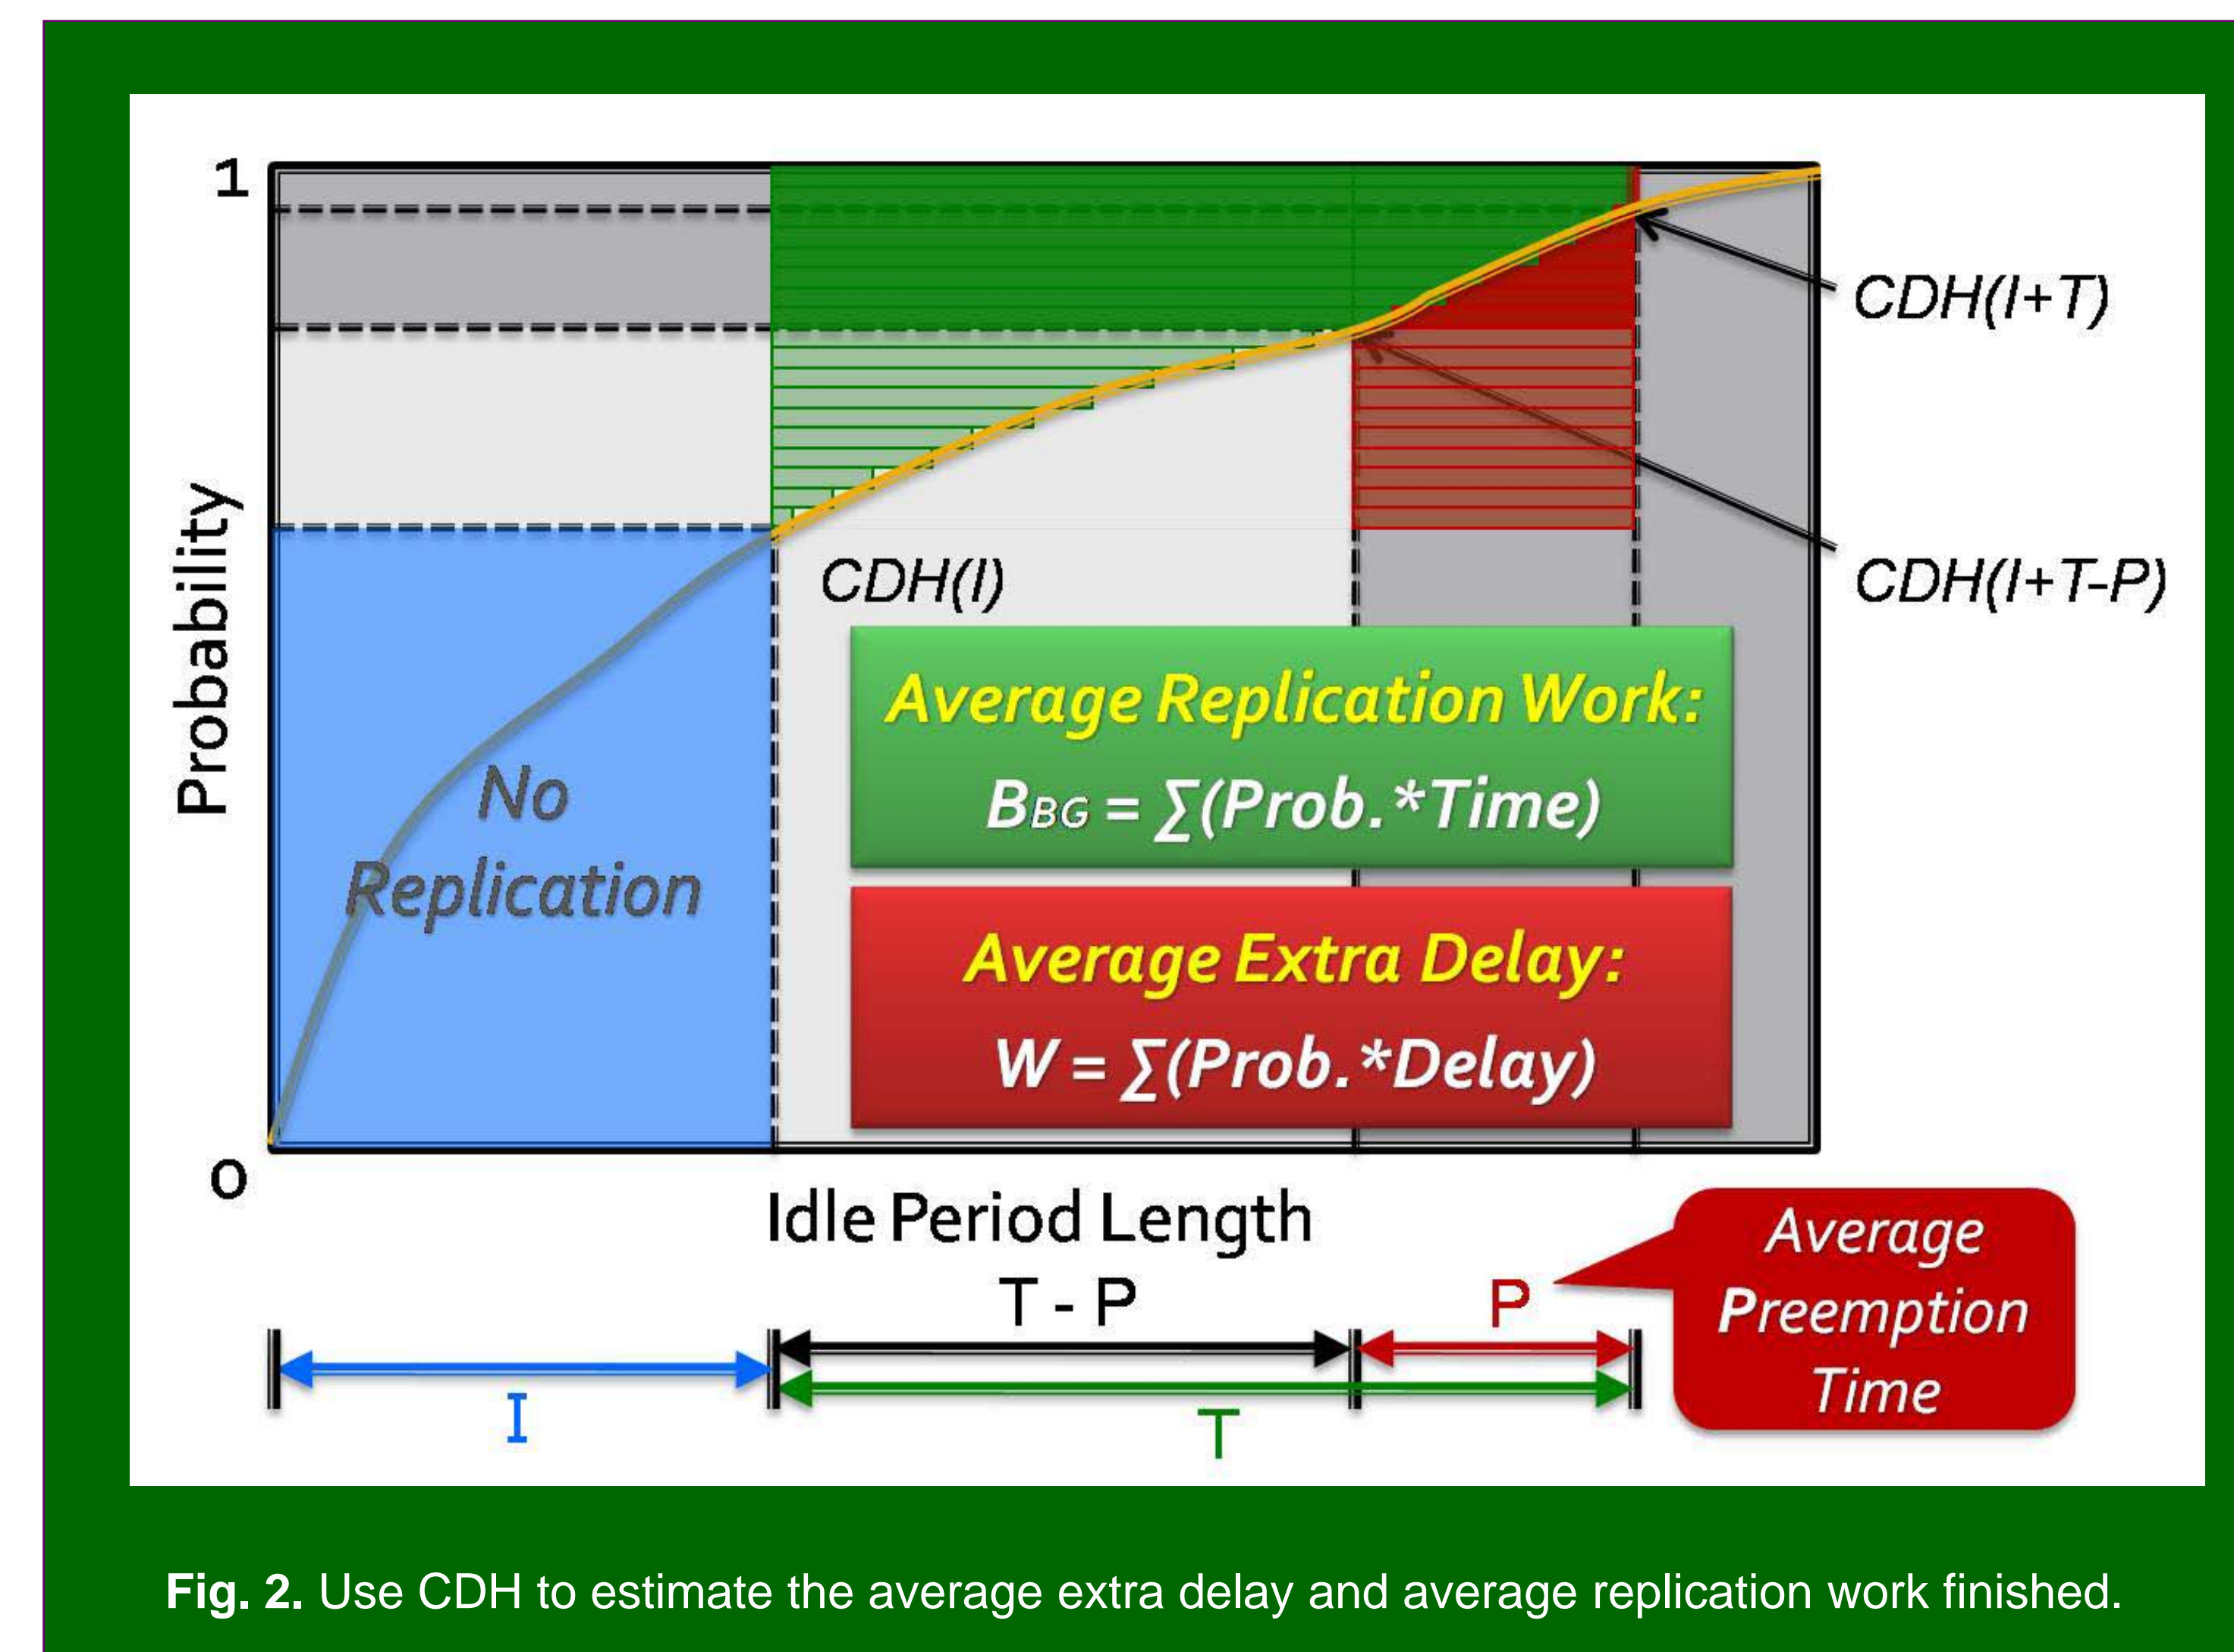 1
CDH(I+T)
Probability
CDH(I)
CDH(I+T-P)
No
Replication
Average Replication Work:
BBG = ∑(Prob.*Time)
Average Extra Delay:
W = ∑(Prob.*Delay)
0
Idle Period Length
T - P
P
I
T
Average
Preemption
Time
Fig. 2. Use CDH to estimate the average extra delay and average replication work finished.